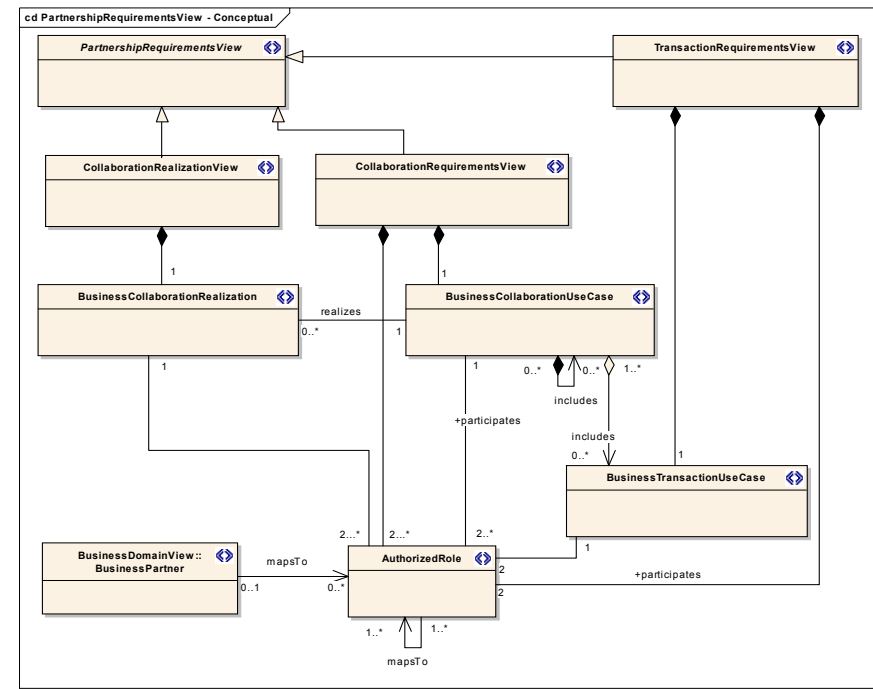 cd PartnershipRequirementsView - Conceptual
PartnershipRequirementsView
TransactionRequirementsView
CollaborationRealizationView
CollaborationRequirementsView
1
1
BusinessCollaborationRealization
BusinessCollaborationUseCase
realizes
0..*
1
1
1
0..*
0..*
1..*
includes
+participates
includes
0..*
1
BusinessTransactionUseCase
2...*
2...*
2..*
1
BusinessDomainView::
BusinessPartner
mapsTo
0..1
0..*
AuthorizedRole
2
+participates
2
1..*
1..*
mapsTo